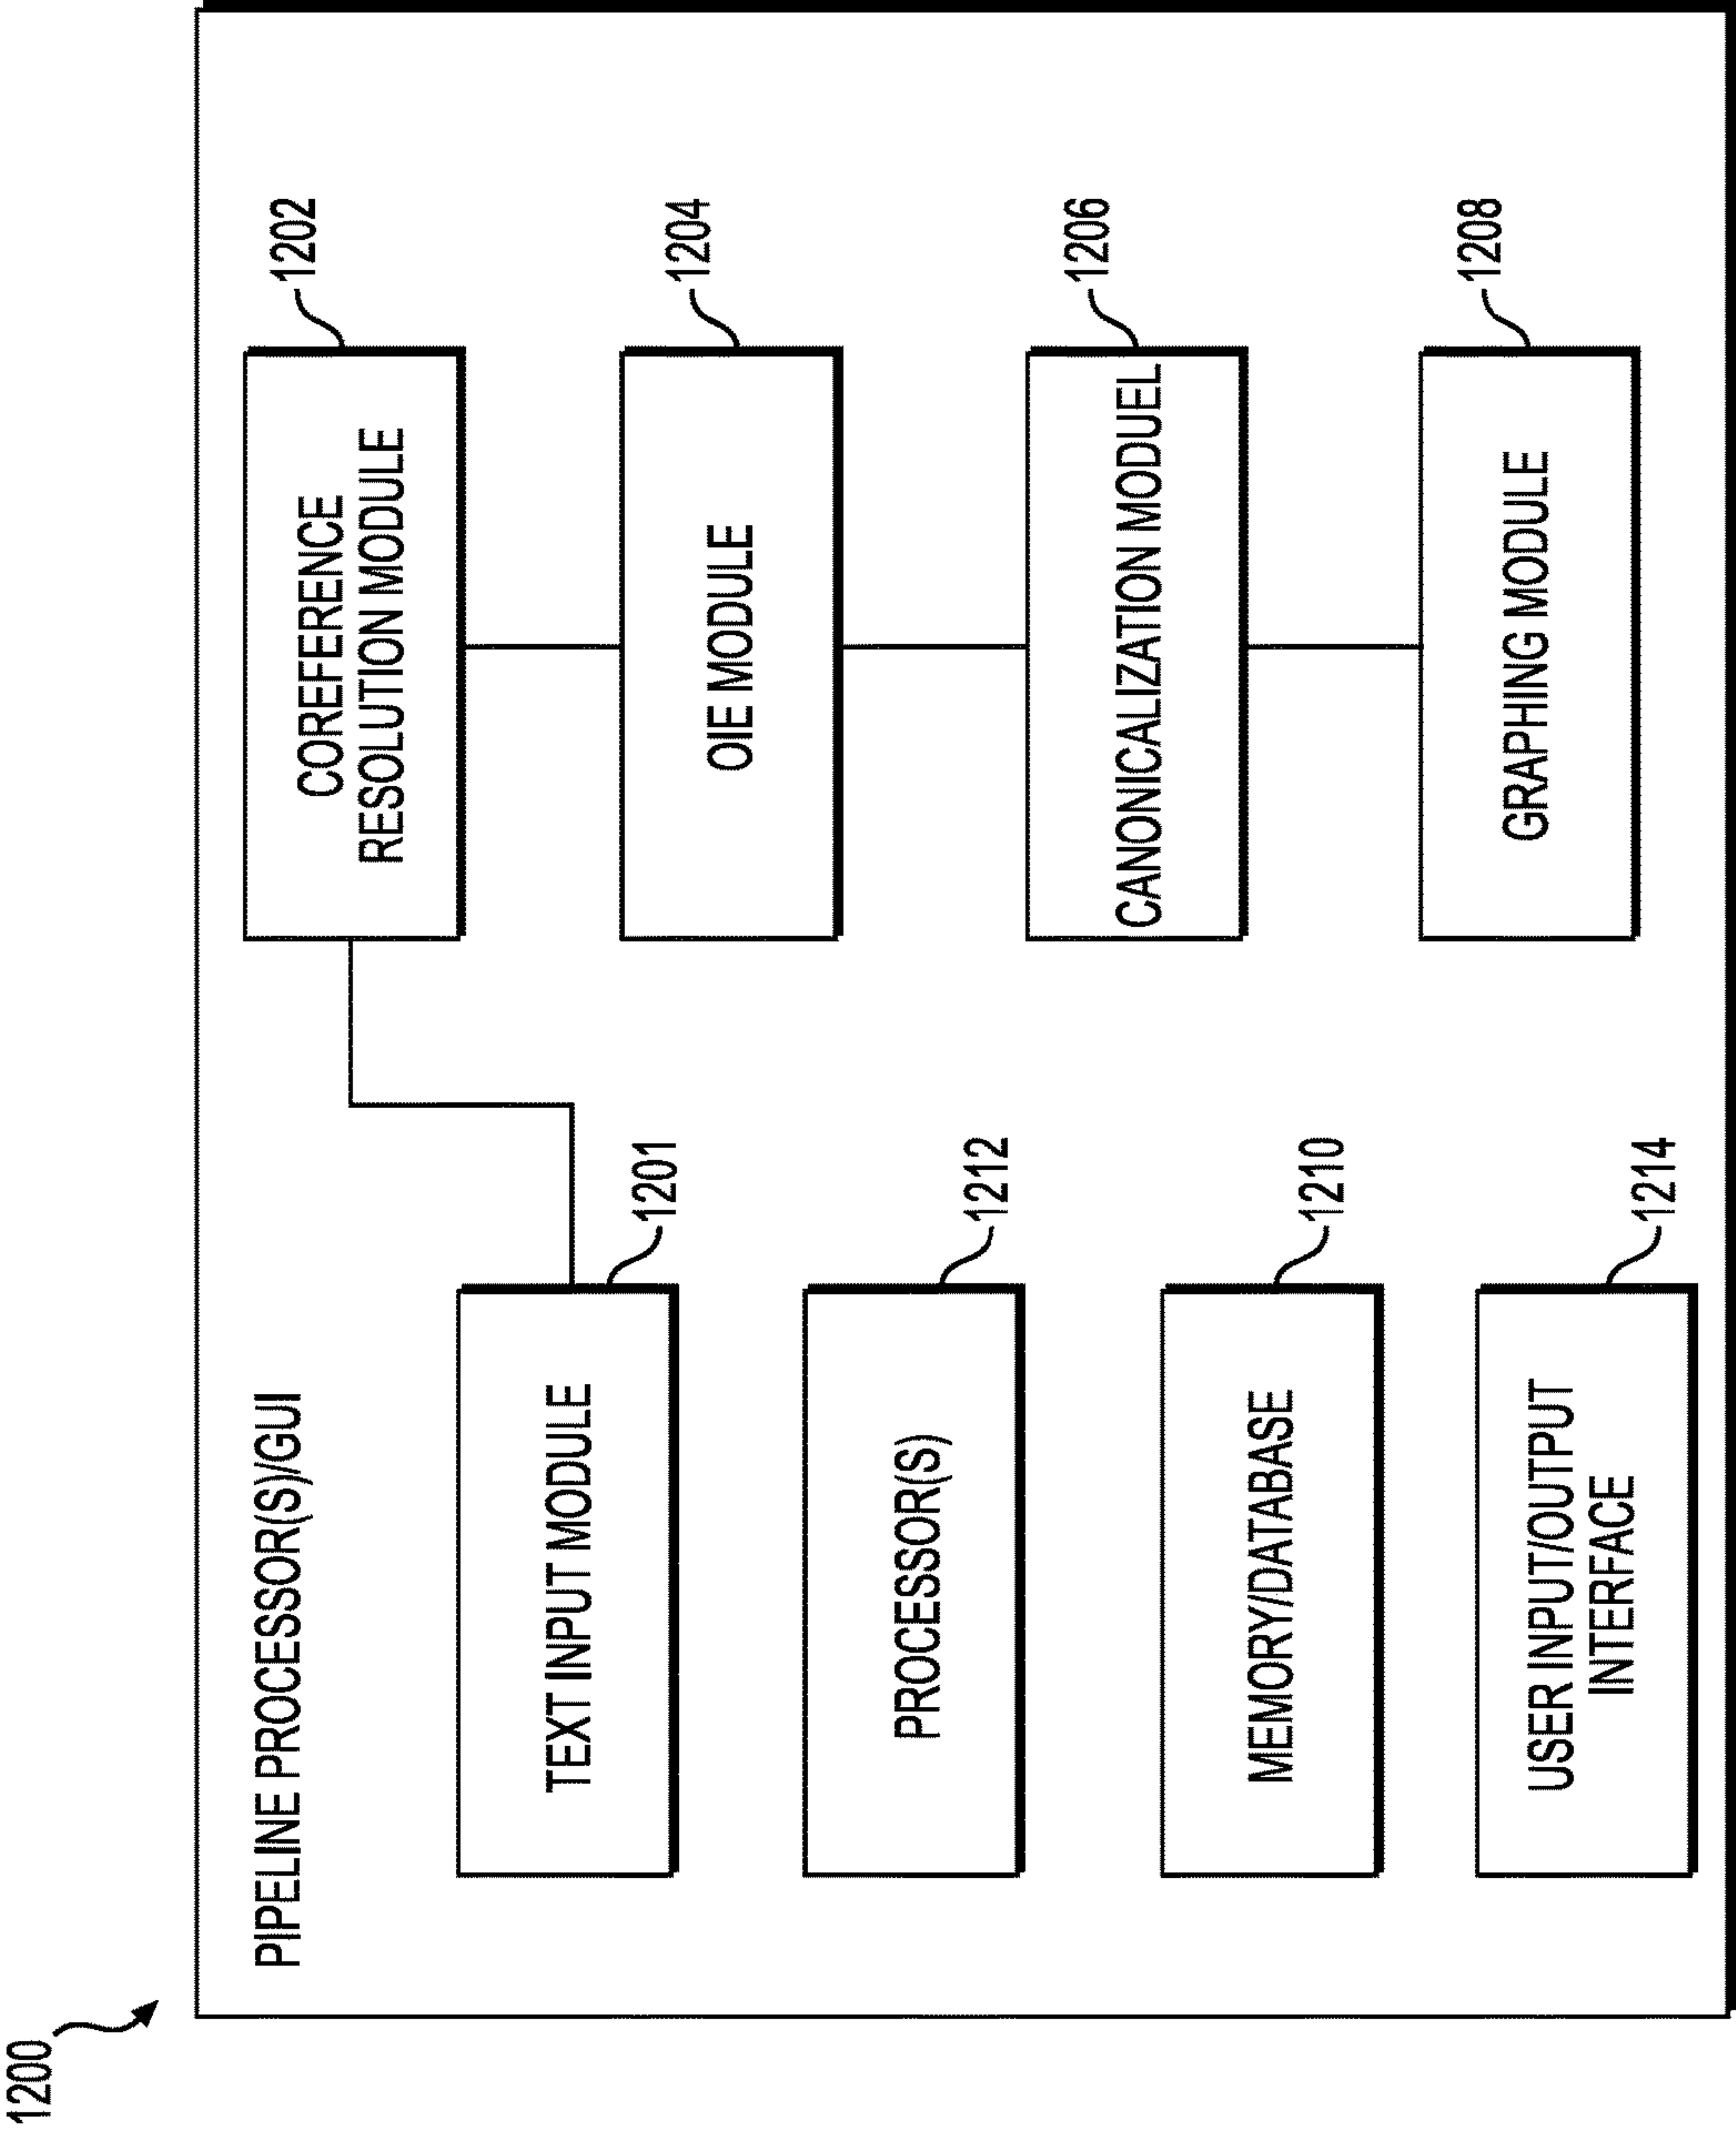 1200
PIPELINE PROCESSOR(S)/GUI
TEXT INPUT MODULE
1201
PROCESSOR(S)
1212
MEMORY/DATABASE
1210
USER INPUT/OUTPUT
INTERFACE
1214
COREFERENCE
RESOLUTION MODULE
1202
OIE MODULE
1204
CANONICALIZATION MODUEL
1206
GRAPHING MODULE
1208